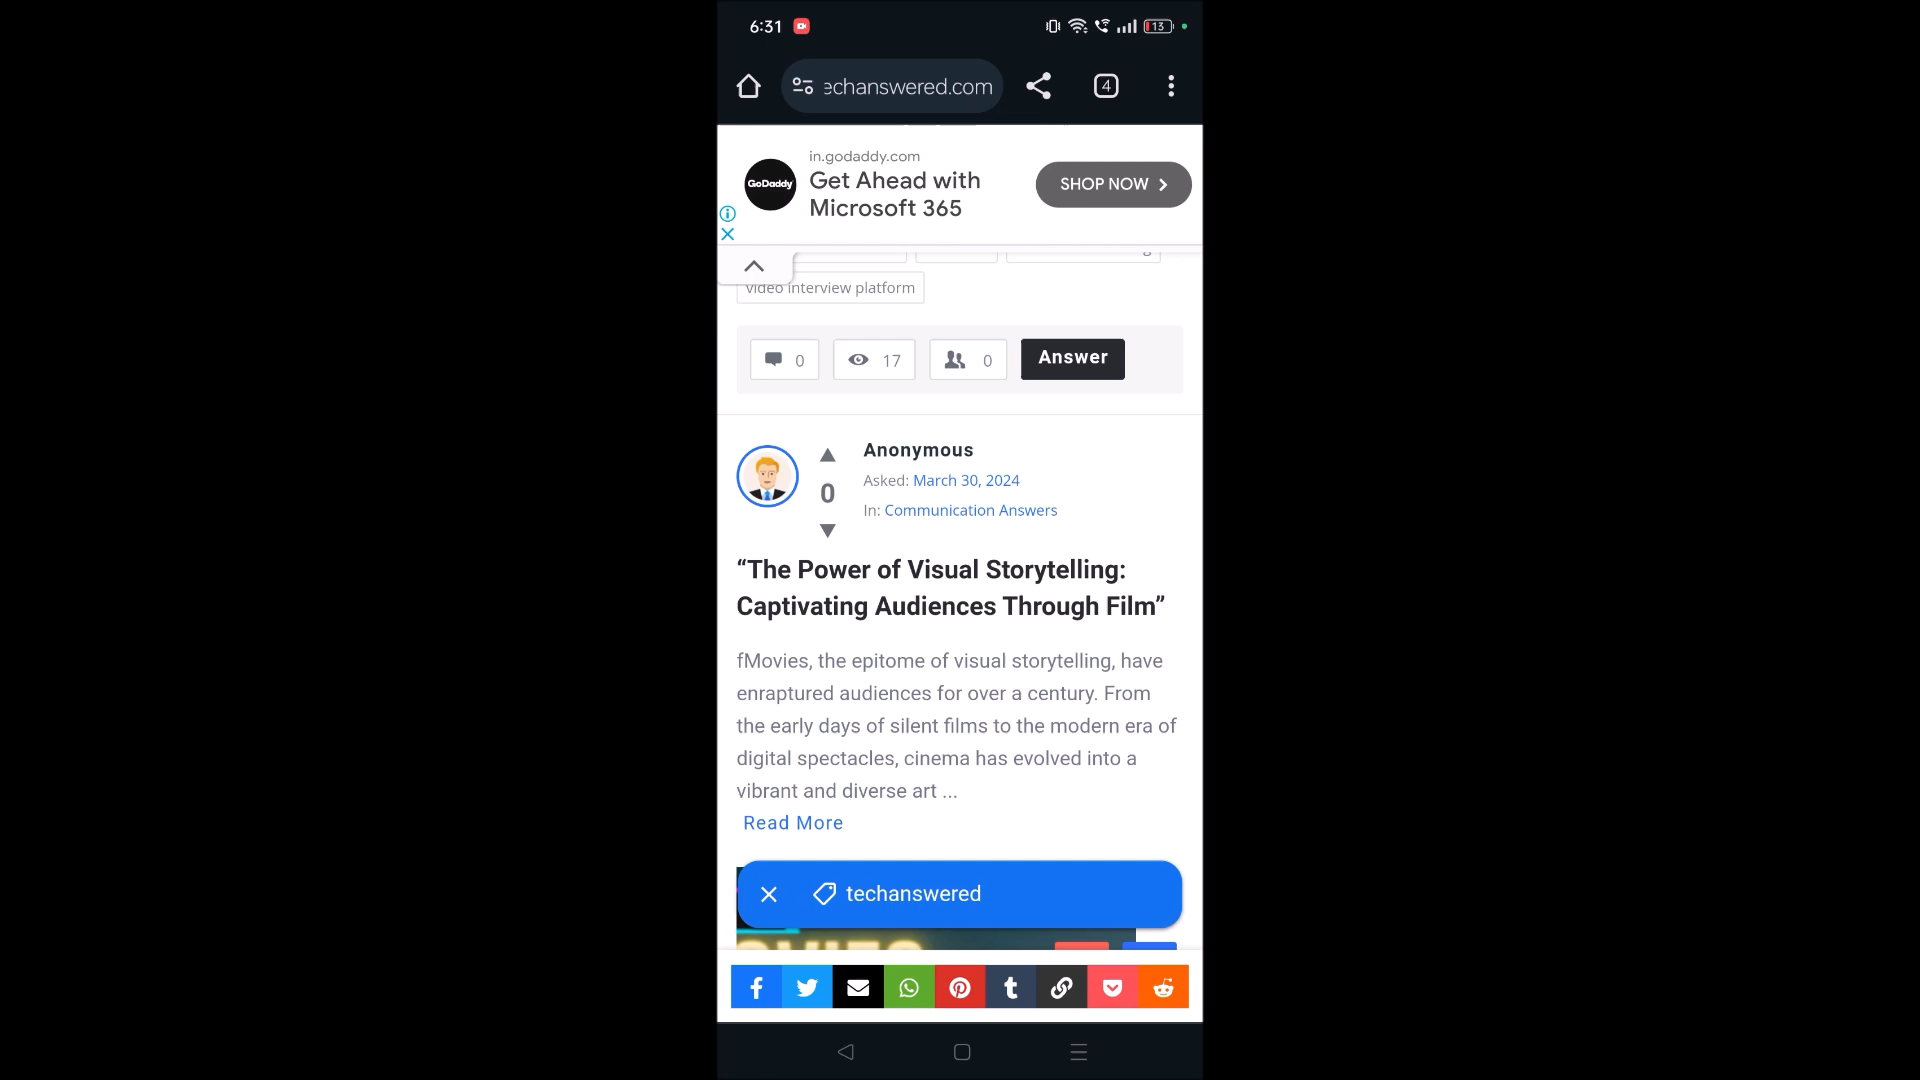 6:31
13
echanswered.com
4
in.godaddy.com
GoDaddy
Get Ahead with
Microsoft 365
SHOP NOW
video interview platform
0
17
0
Answer
Anonymous
0
Asked: March 30, 2024
In: Communication Answers
“The Power of Visual Storytelling:
Captivating Audiences Through Film”
fMovies, the epitome of visual storytelling, have
enraptured audiences for over a century. From
the early days of silent films to the modern era of
digital spectacles, cinema has evolved into a
vibrant and diverse art ...
Read More
techanswered